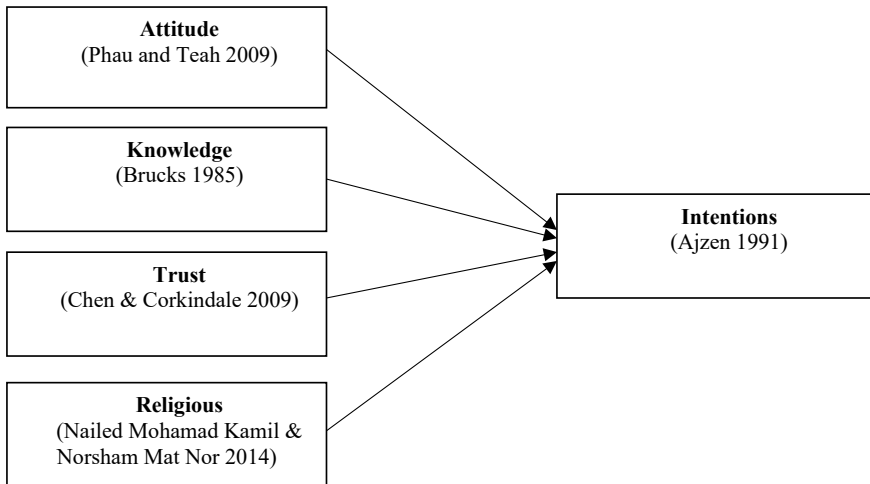 Attitude
(Phau and Teah 2009)
Knowledge
(Brucks 1985)
Trust
(Chen & Corkindale 2009)
Religious
(Nailed Mohamad Kamil &
Norsham Mat Nor 2014)
Intentions
(Ajzen 1991)